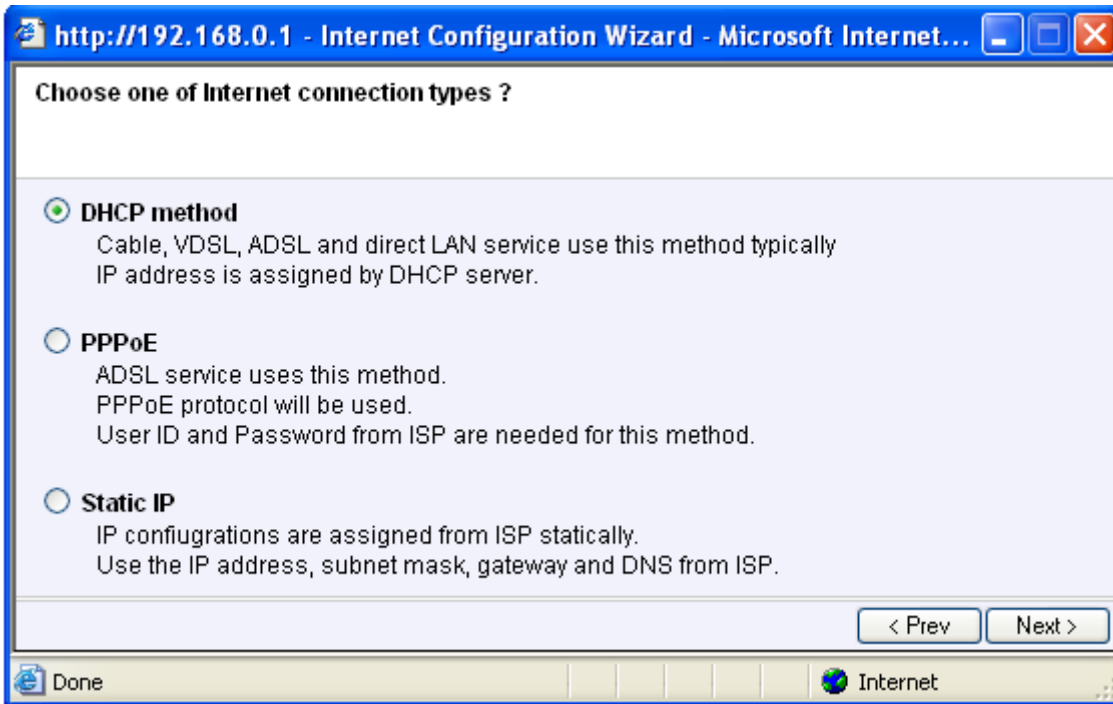 http://192.168.0.1 - Internet Configuration Wizard - Microsoft Internet...
Choose one of Internet connection types ?
DHCP method
Cable, VDSL, ADSL and direct LAN service use this method typically
IP address is assigned by DHCP server.
PPPoE
ADSL service uses this method.
PPPoE protocol will be used.
User ID and Password from ISP are needed for this method.
Static IP
IP confiugrations are assigned from ISP statically.
Use the IP address, subnet mask, gateway and DNS from ISP.
< Prev Next >
Done Internet